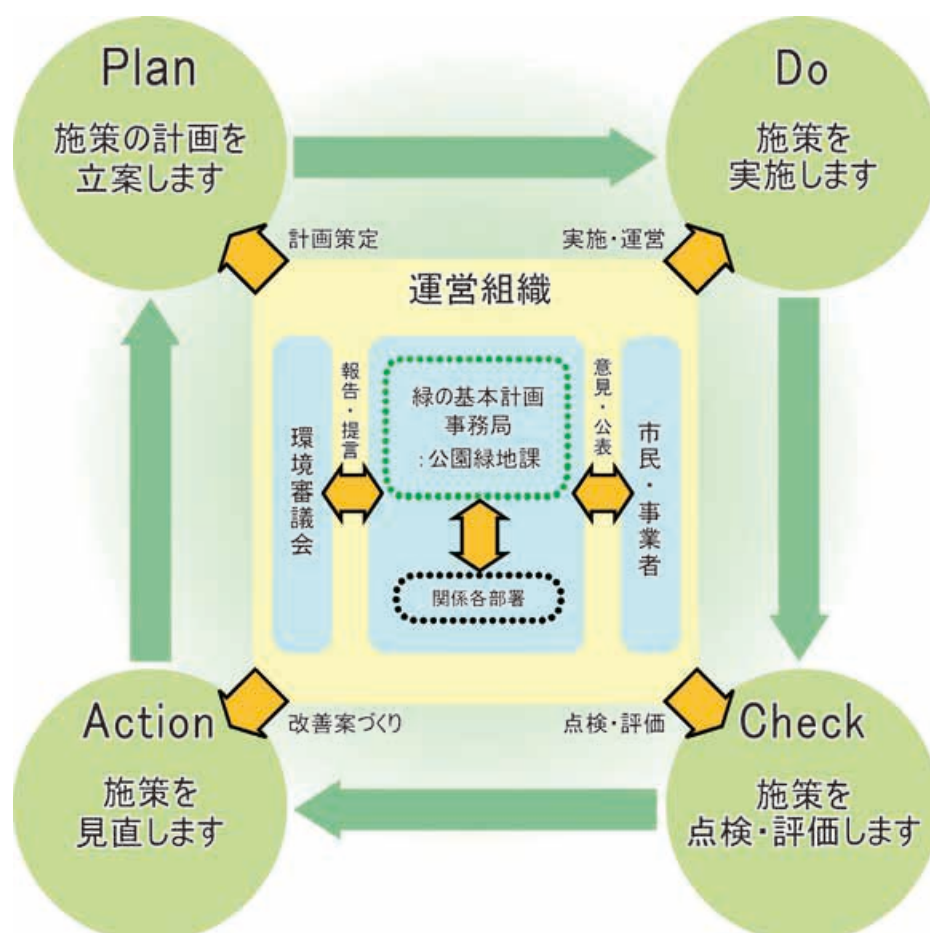 Plan
施策の計画を
立案します
Do
施策を
実施します
計画策定
実施・運営
運営組織
環境審議会
報告・提言
緑の基本計画
事務局
:公園緑地課
意見・公表
市民・事業者
関係各部署
改善案づくり
点検・評価
Action
施策を
見直します
Check
施策を
点検・評価します